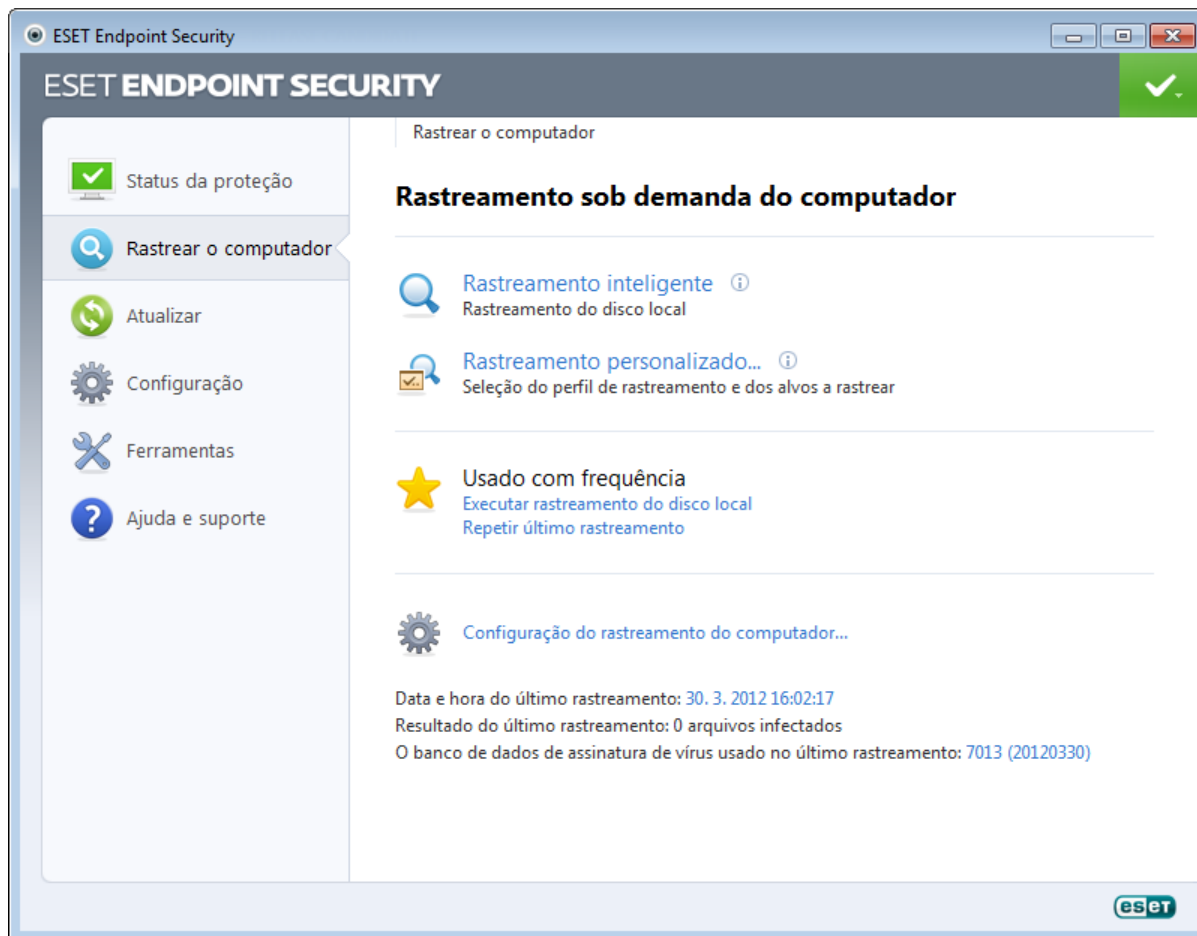 ESET Endpoint Security
ESET ENDPOINT SECURITY
Status da proteção
Rastrear o computador
Atualizar
Configuração
Ferramentas
Ajuda e suporte
Rastrear o computador
Rastreamento sob demanda do computador
Rastreamento inteligente
Rastreamento do disco local
Rastreamento personalizado...
Seleção do perfil de rastreamento e dos alvos a rastrear
Usado com frequência
Executar rastreamento do disco local
Repetir último rastreamento
Configuração do rastreamento do computador...
Data e hora do último rastreamento: 30. 3. 2012 16:02:17
Resultado do último rastreamento: 0 arquivos infectados
O banco de dados de assinatura de vírus usado no último rastreamento: 7013 (20120330)
eset